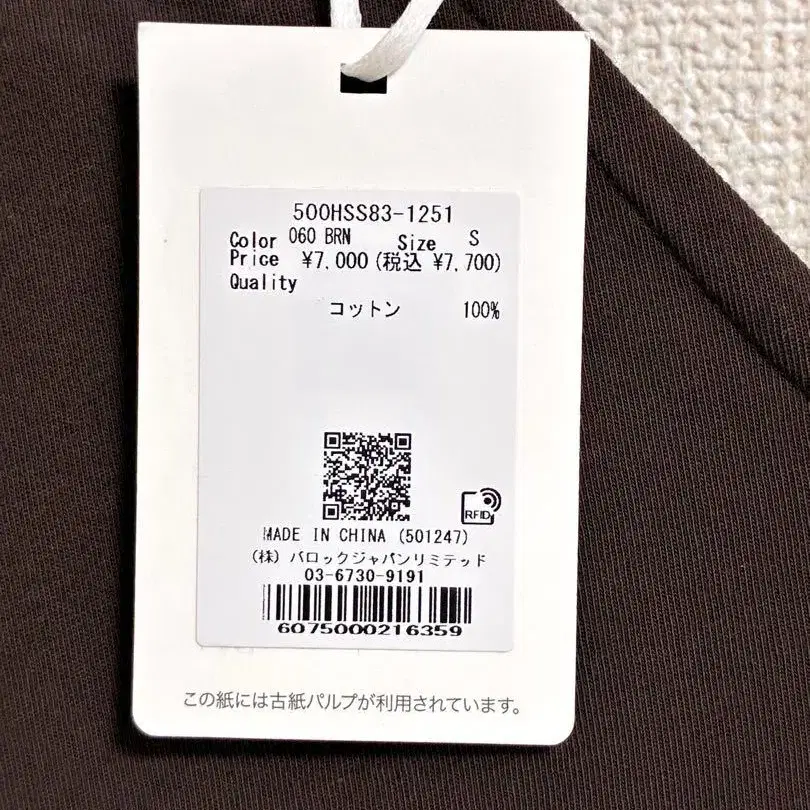 500HSS83-1251
Color 060 BRN Size S
Price ¥7,000 (税込 ¥7,700)
Quality
コットン 100%
RFID
MADE IN CHINA (501247)
(株) バロックジャパンリミテッド
03-6730-9191
6075000216359
この紙には古紙パルプが利用されています。